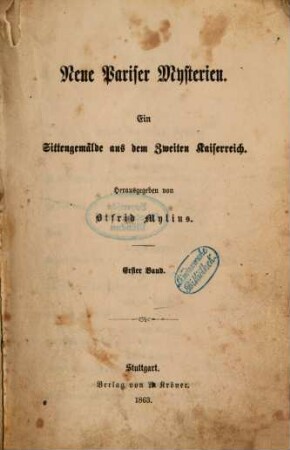 Neue Pariser Mysterien.
Ein
Sittengemälde aus dem Zweiten Kaiserreich.
Herausgegeben von
Otfrid Mylius.
Erster Band.
Stuttgart.
Verlag von A. Kröner.
1863.